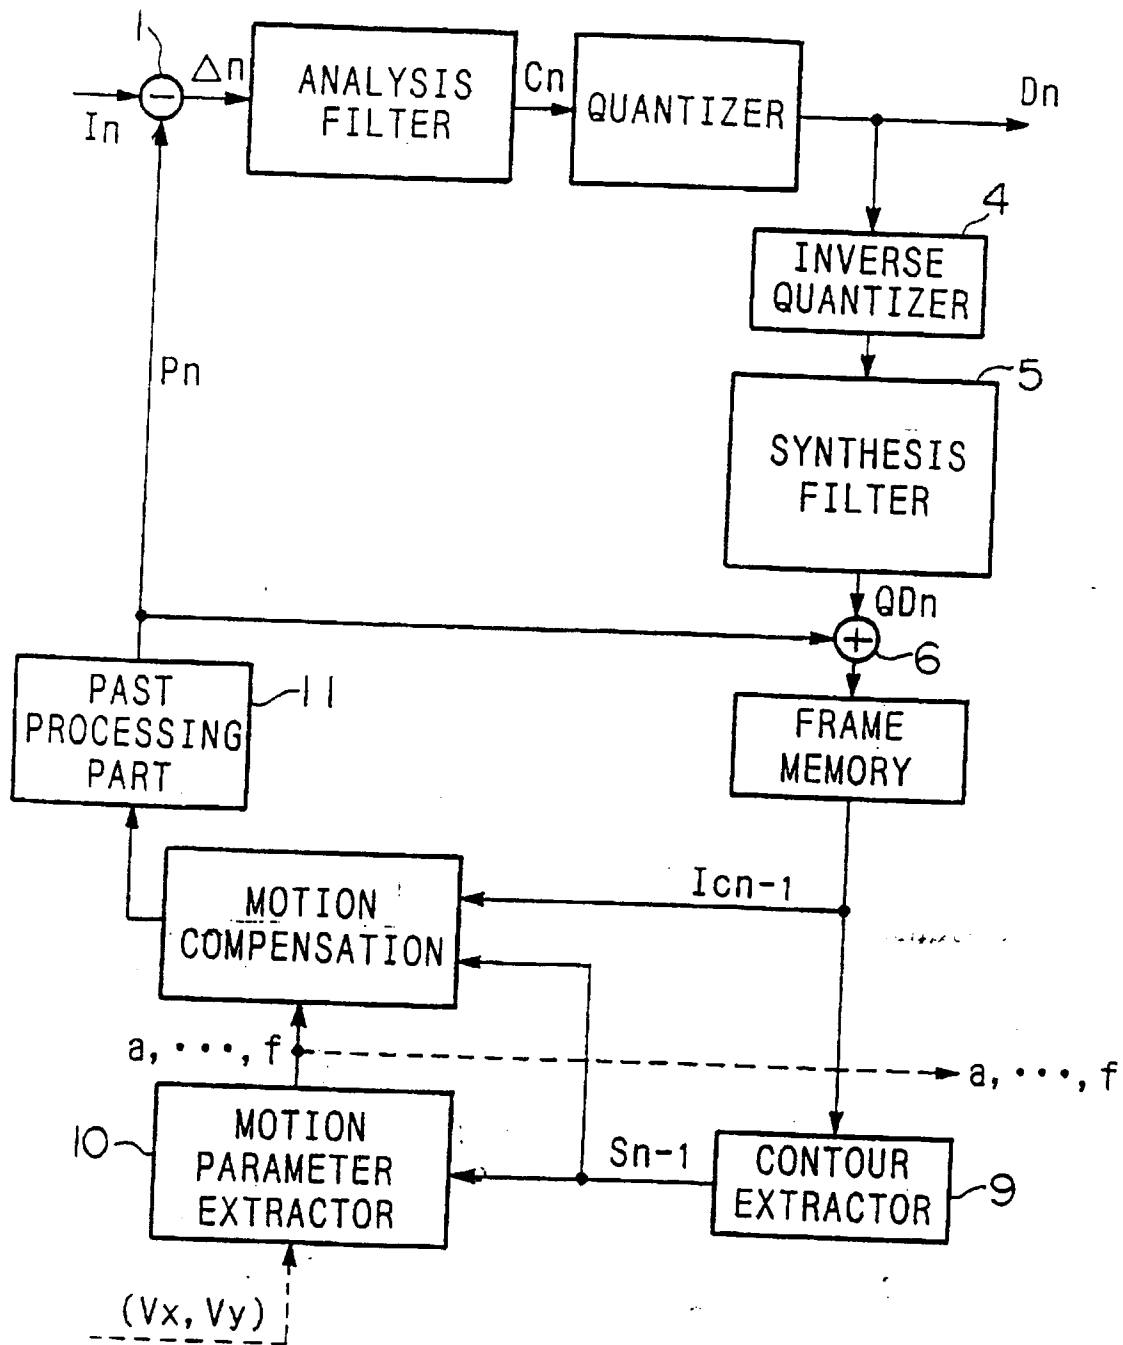 1
Δn
In
ANALYSIS
FILTER
Cn
QUANTIZER
Dn
4
INVERSE
QUANTIZER
Pn
5
SYNTHESIS
FILTER
QDn
+
6
PAST
PROCESSING
PART
11
FRAME
MEMORY
Icn-1
MOTION
COMPENSATION
a, ···, f
a, ···, f
10
MOTION
PARAMETER
EXTRACTOR
Sn-1
CONTOUR
EXTRACTOR
9
(Vx, Vy)